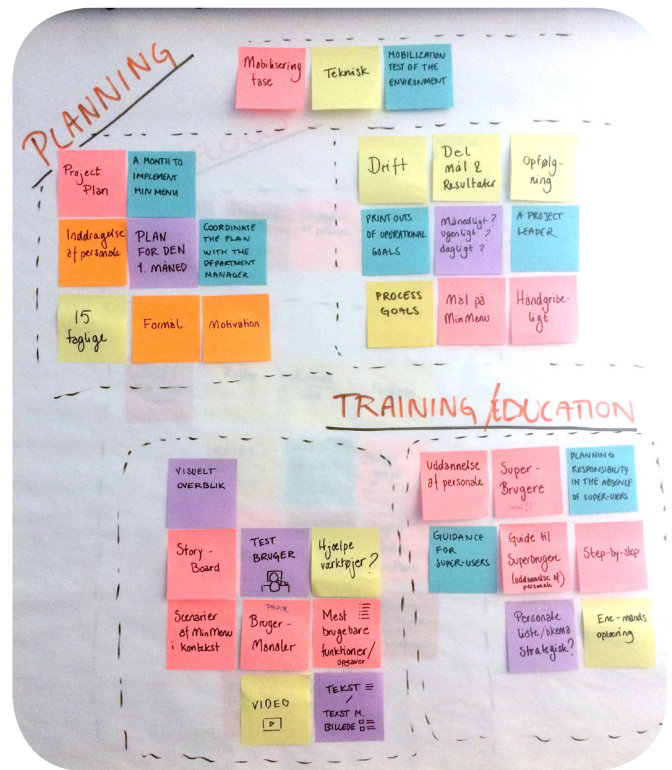 PLANNING
Mobilisering
fase
Teknisk
MOBILIZATION
TEST OF THE
ENVIRONMENT
Project
Plan
A MONTH TO
IMPLEMENT
MIN MENU
Inddragelse
af personale
PLAN
FOR DEN
1. MÅNED
COORDINATE
THE PLAN
WITH THE
DEPARTMENT
MANAGER
15
faglige
Formål
Motivation
Drift
Del
mål &
Resultater
Opfølg-
ning
PRINT OUTS
OF OPERATIONAL
GOALS
Månedligt?
ugenligt?
dagligt?
A PROJECT
LEADER
PROCESS
GOALS
Mål på
MinMenu
Håndgribe-
ligt
TRAINING/EDUCATION
VISUELT
OVERBLIK
Story-
Board
TEST
BRUGER
Hjælpe
værktøjer?
Scenarier
af MinMenu
i kontekst
PAPIR
Bruger-
Manualer
Mest
brugebare
funktioner/
opgaver
VIDEO
TEKST
/
TEKST M.
BILLEDE
Uddannelse
af personale
Super-
Brugere
PLANNING
RESPONSIBILITY
IN THE ABSENCE
OF SUPER-USERS
GUIDANCE
FOR
SUPER-USERS
Guide til
Superbrugere
(uddannelse af)
personale
Step-by-step
Personale
liste/skema
Strategisk?
Ene-mands
oplæring